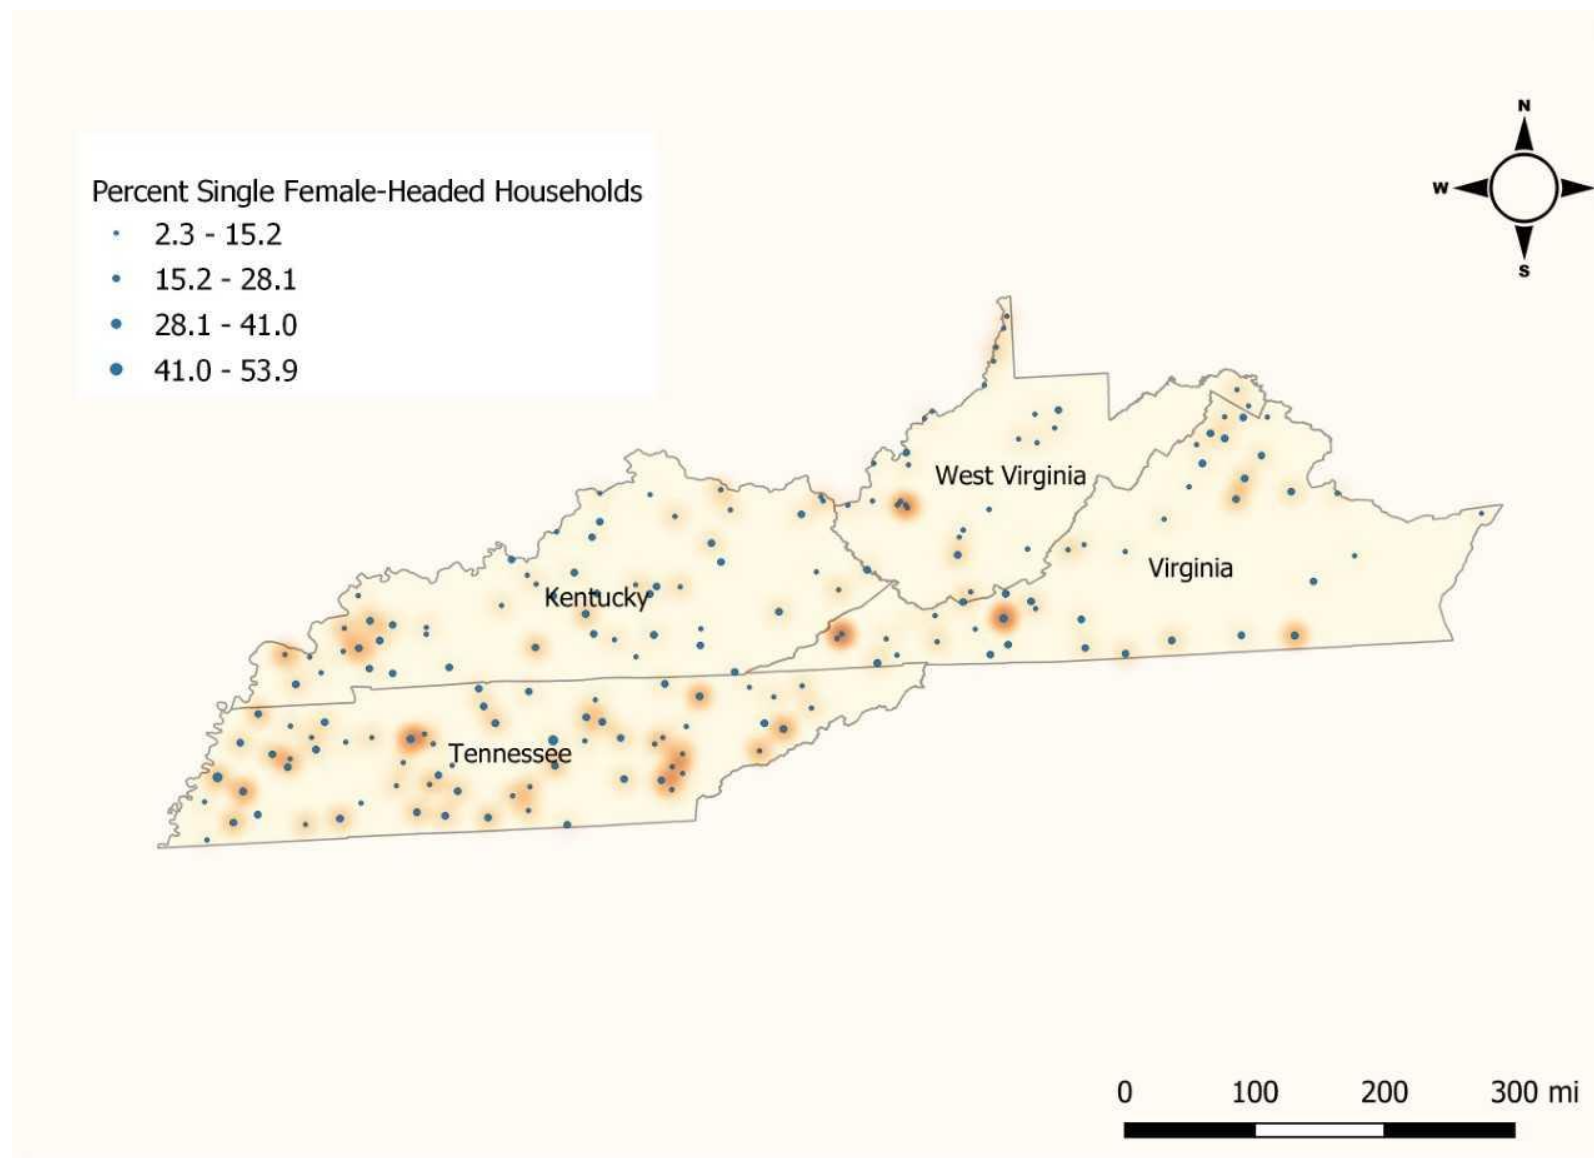 N
W
S
Percent Single Female-Headed Households
2.3 - 15.2
15.2 - 28.1
28.1 - 41.0
41.0 - 53.9
West Virginia
Virginia
Kentucky
Tennessee
0 100 200 300 mi